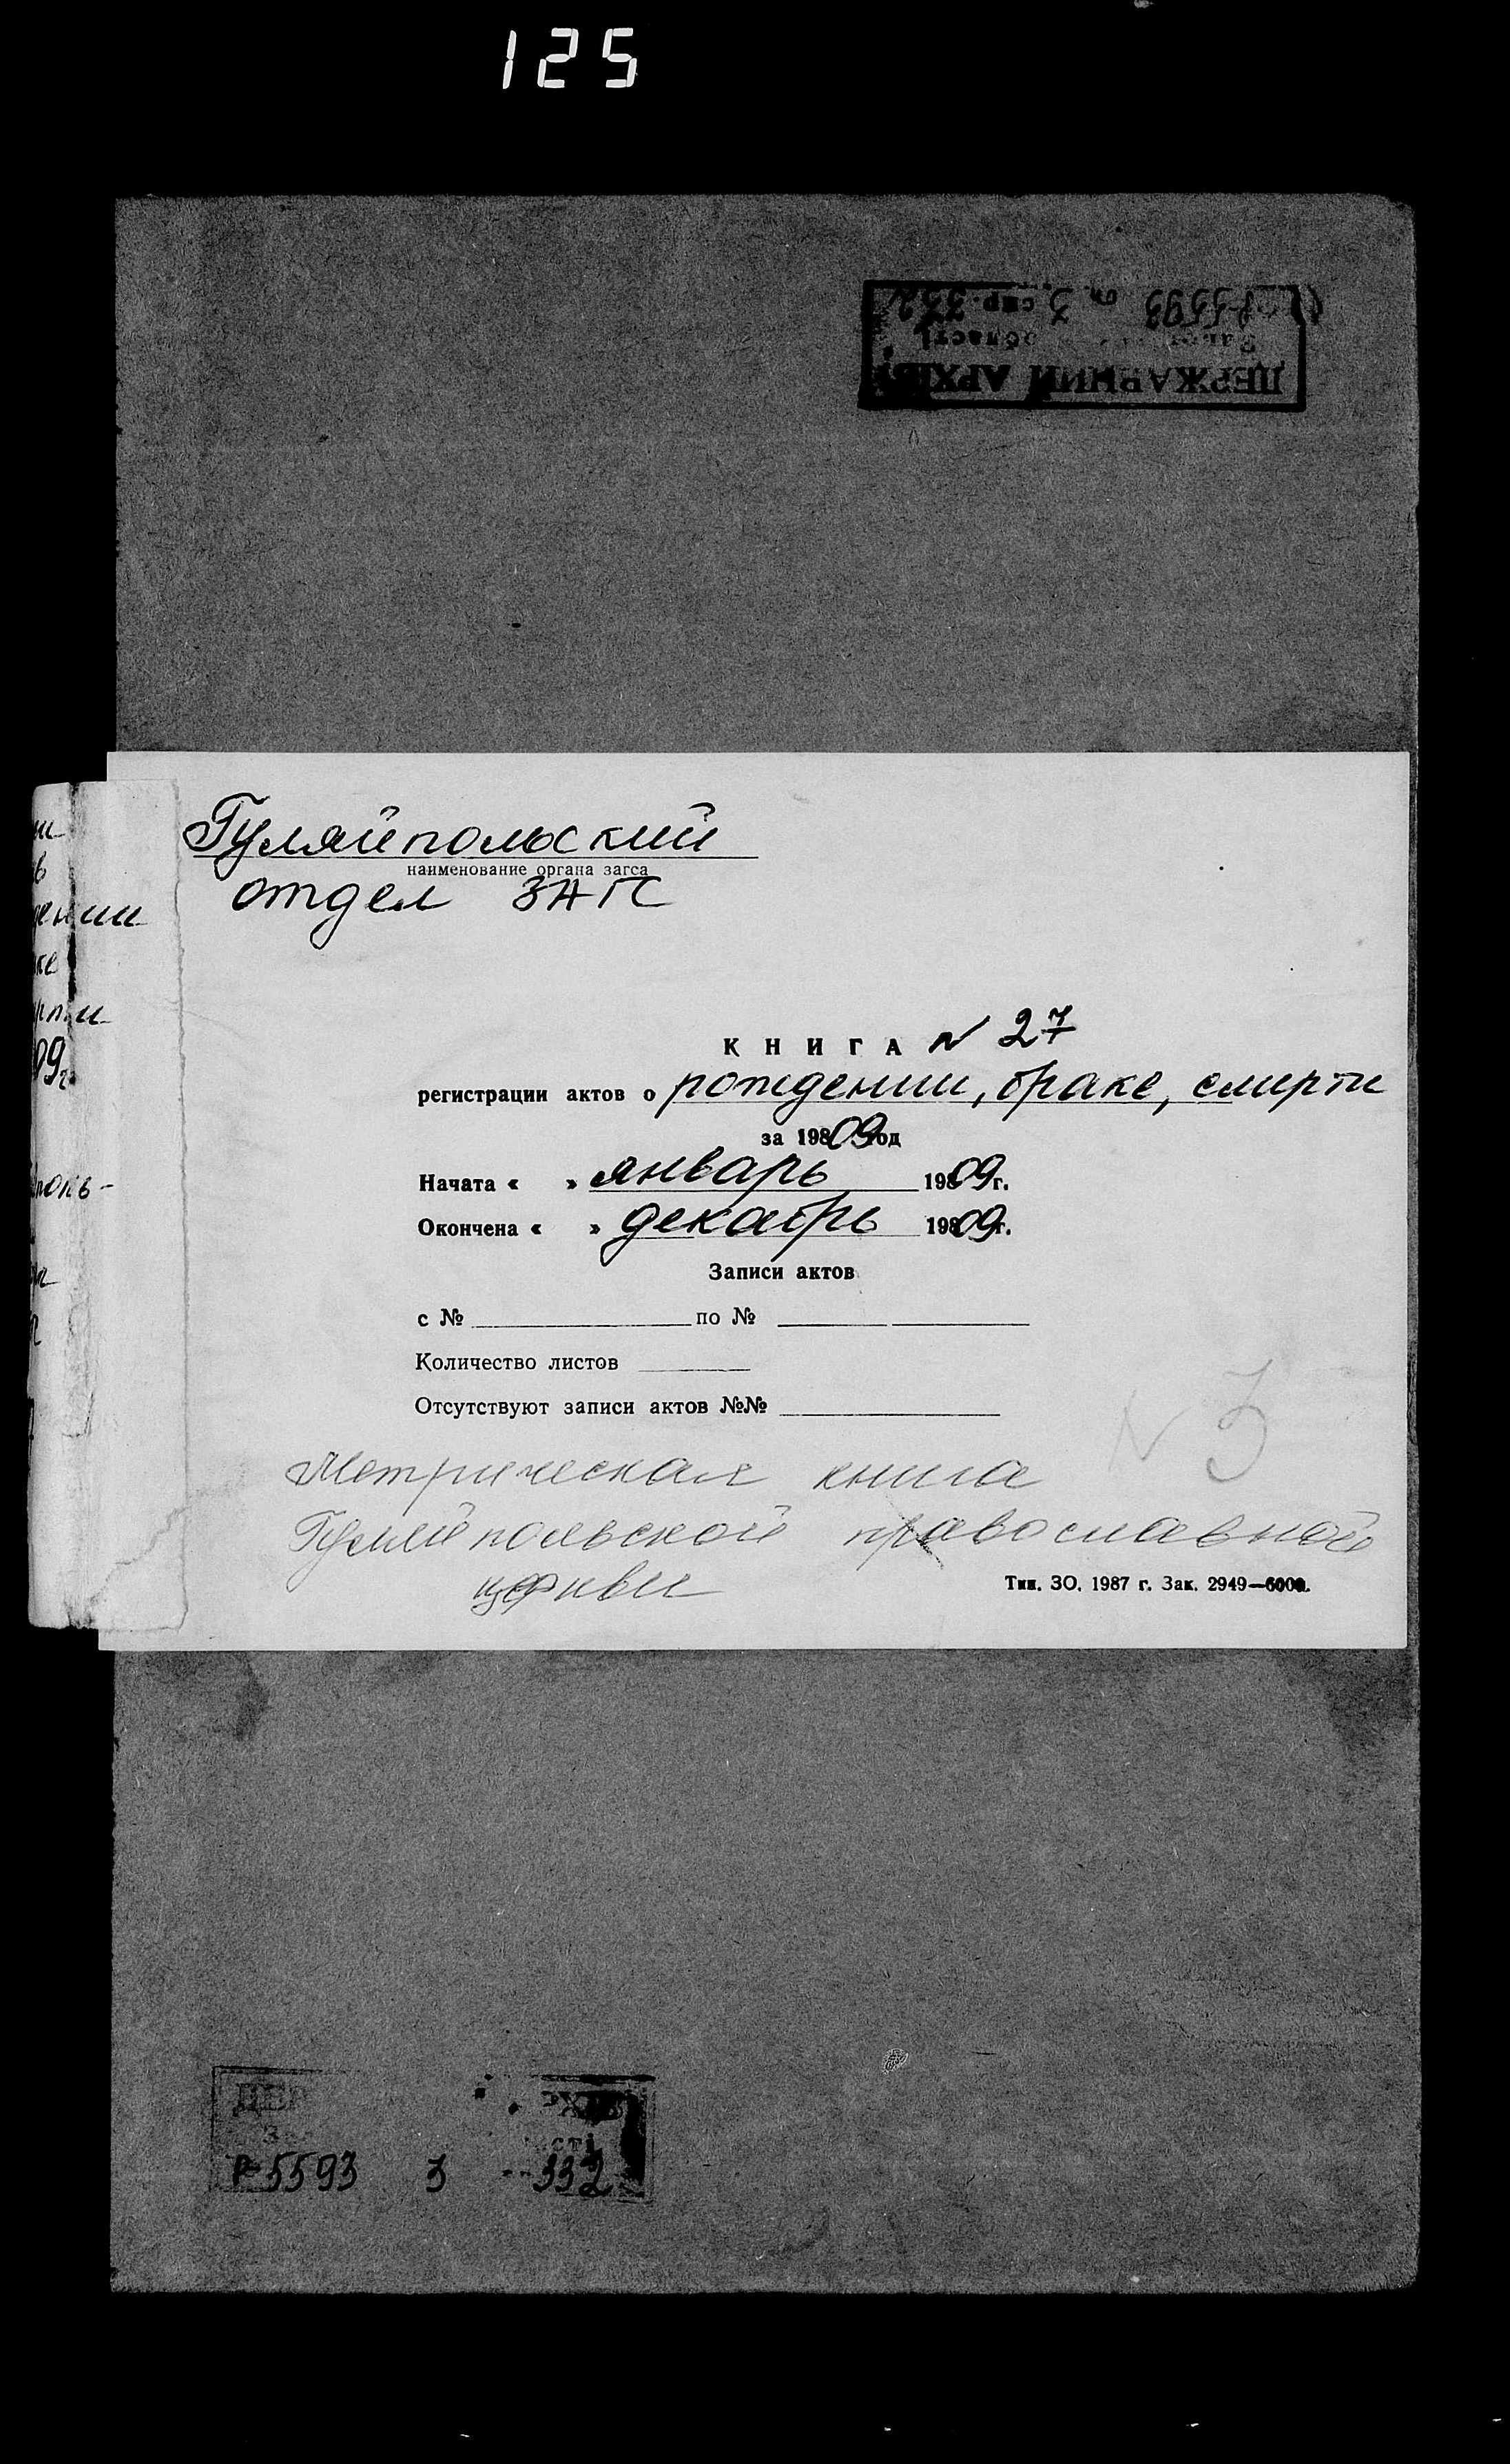 125
ДЕРЖАВНИЙ АРХІВ
області
Р-5593 оп. 3 спр. 332
Гуляйпольский
наименование органа загса
отдел ЗАГС
КНИГА N 27
регистрации актов о рождении, браке, смерти
за 1909 год
Начата « » январь 1909 г.
Окончена « » декабрь 1909 г.
Записи актов
с № по №
Количество листов
Отсутствуют записи актов №№
N 3
Метрическая книга
Гуляйпольской православной
церкви
Тип. ЗО. 1987 г. Зак. 2949—6000.
09г.
Р-5593 3 332